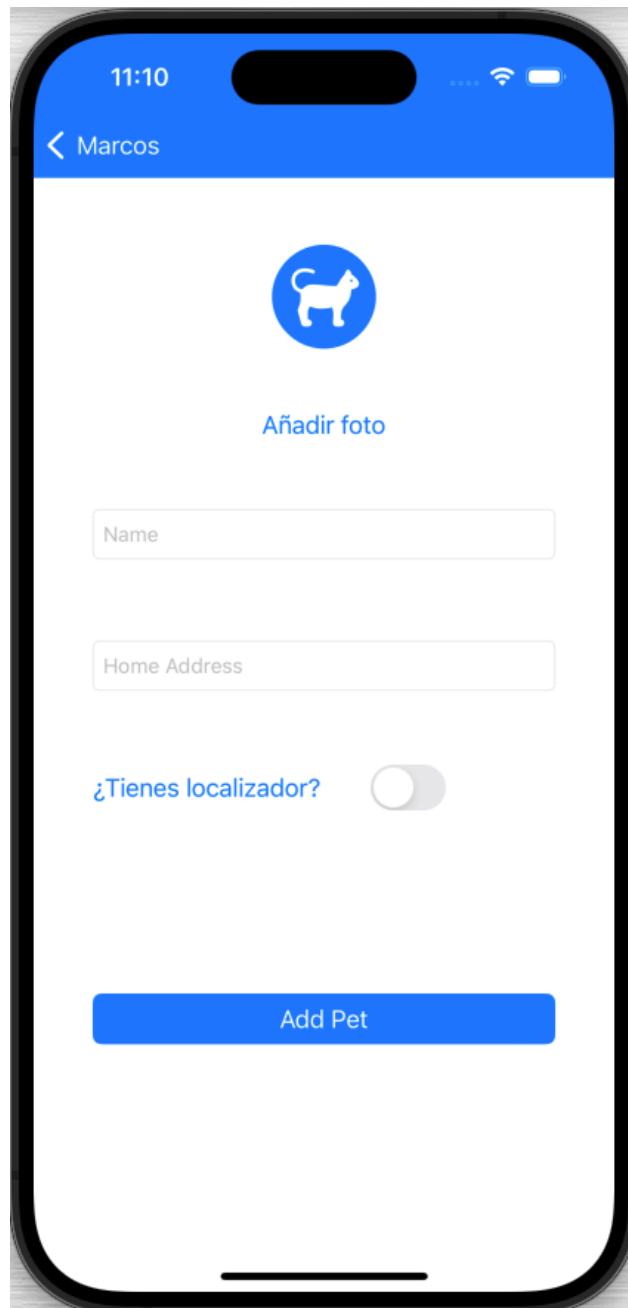 11:10
Marcos
Añadir foto
Name
Home Address
¿Tienes localizador?
Add Pet